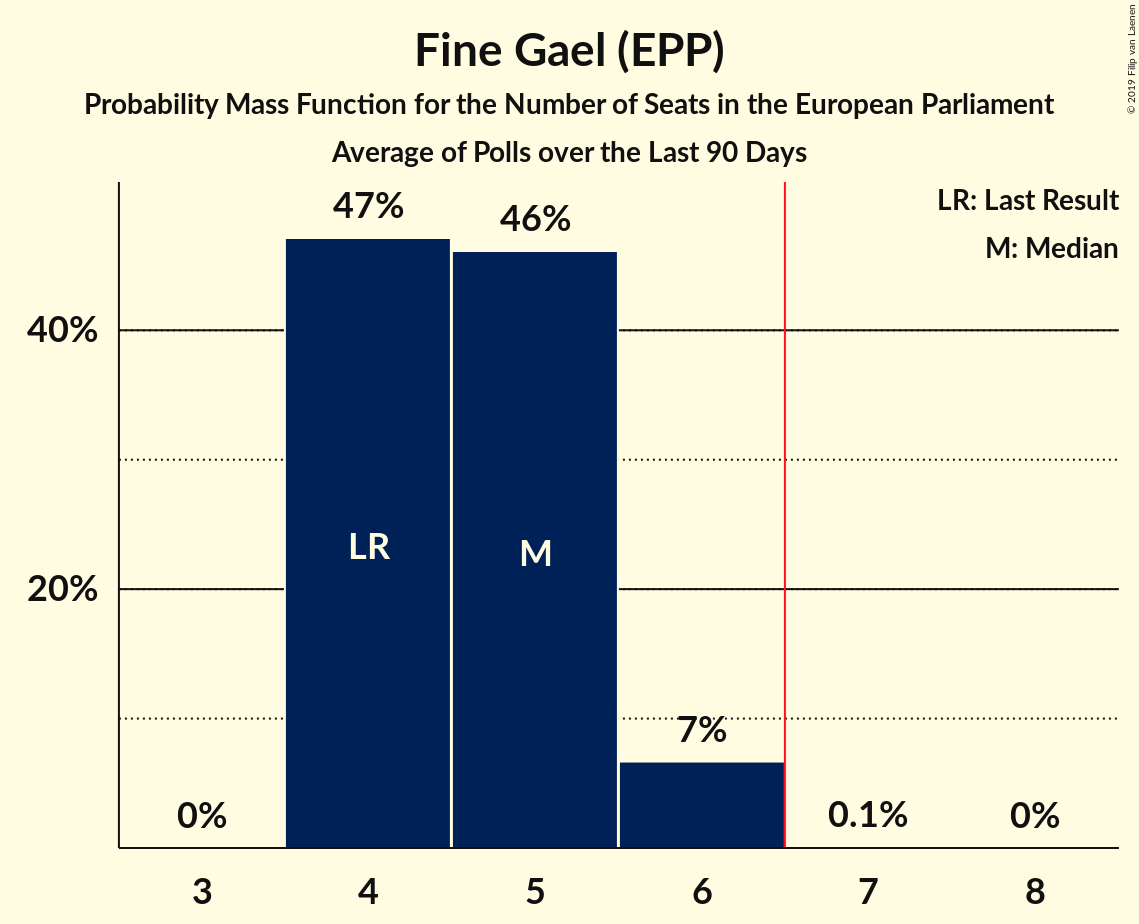 Fine Gael (EPP)
Probability Mass Function for the Number of Seats in the European Parliament
Average of Polls over the Last 90 Days
© 2019 Filip van Laenen
LR: Last Result
M: Median
47%
46%
40%
LR
M
20%
7%
0%
0.1%
0%
3 4 5 6 7 8